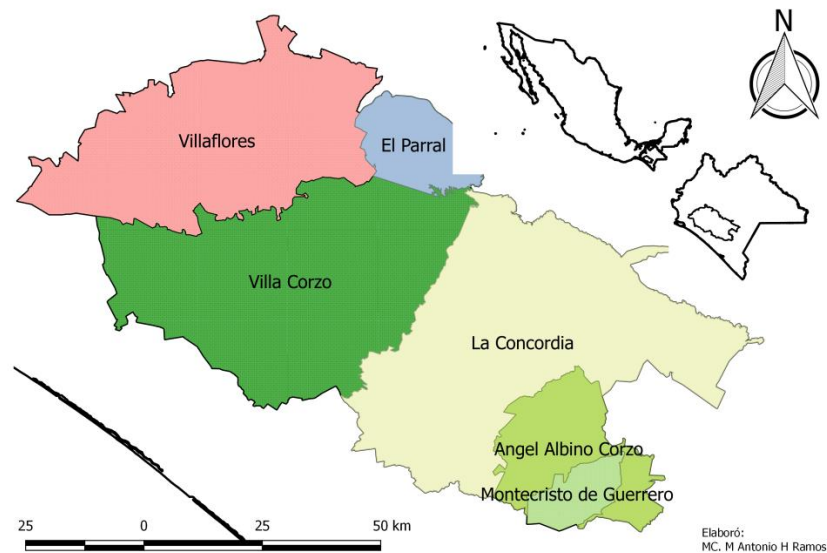 N
Villaflores
El Parral
Villa Corzo
La Concordia
Angel Albino Corzo
Montecristo de Guerrero
25 0 25 50 km
Elaboró:
MC. M Antonio H Ramos